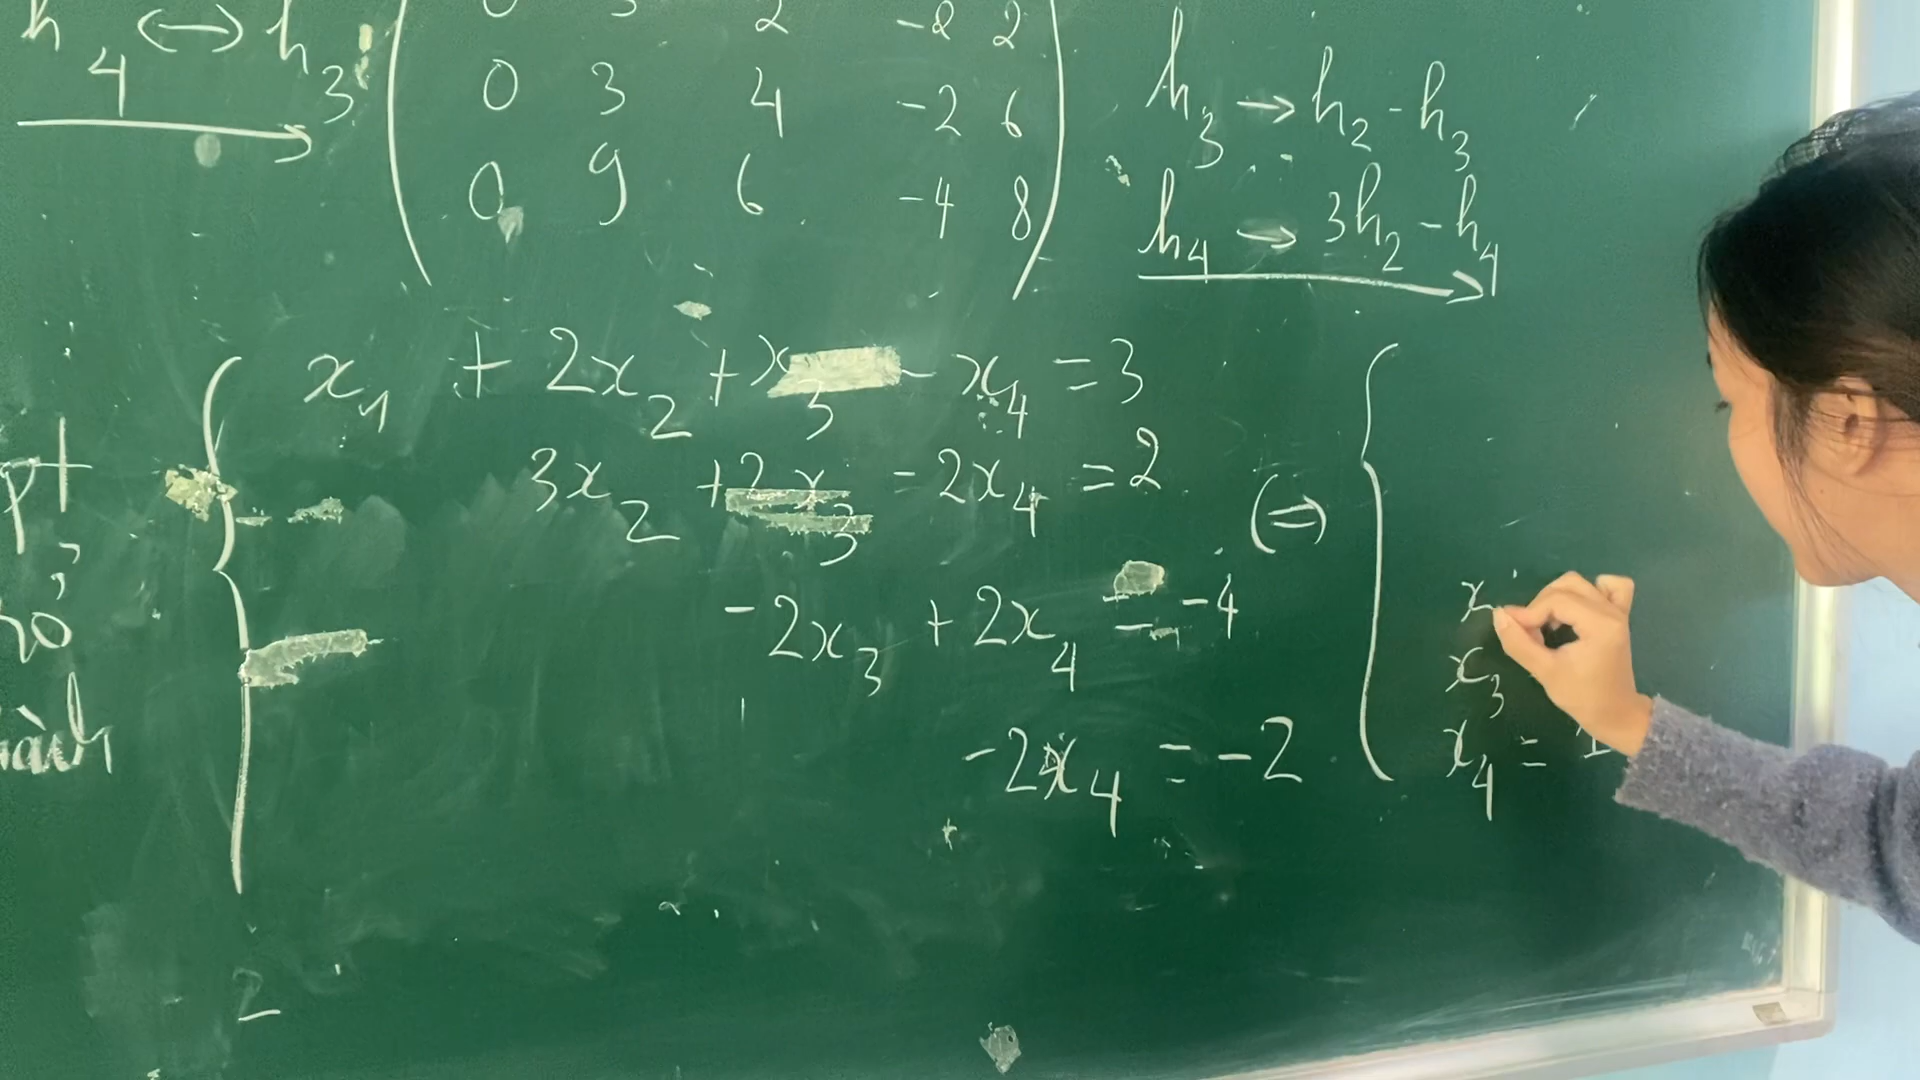 h4 ↔ h3
0 3 2 -2 2
0 3 4 -2 6
0 9 6 -4 8
h3 → h2 - h3
h4 → 3h2 - h4
x1 + 2x2 + x3 - x4 = 3
3x2 + 2x3 - 2x4 = 2
-2x3 + 2x4 = -4
-2x4 = -2
⇔
x
x3
x4 = 1
pt
2